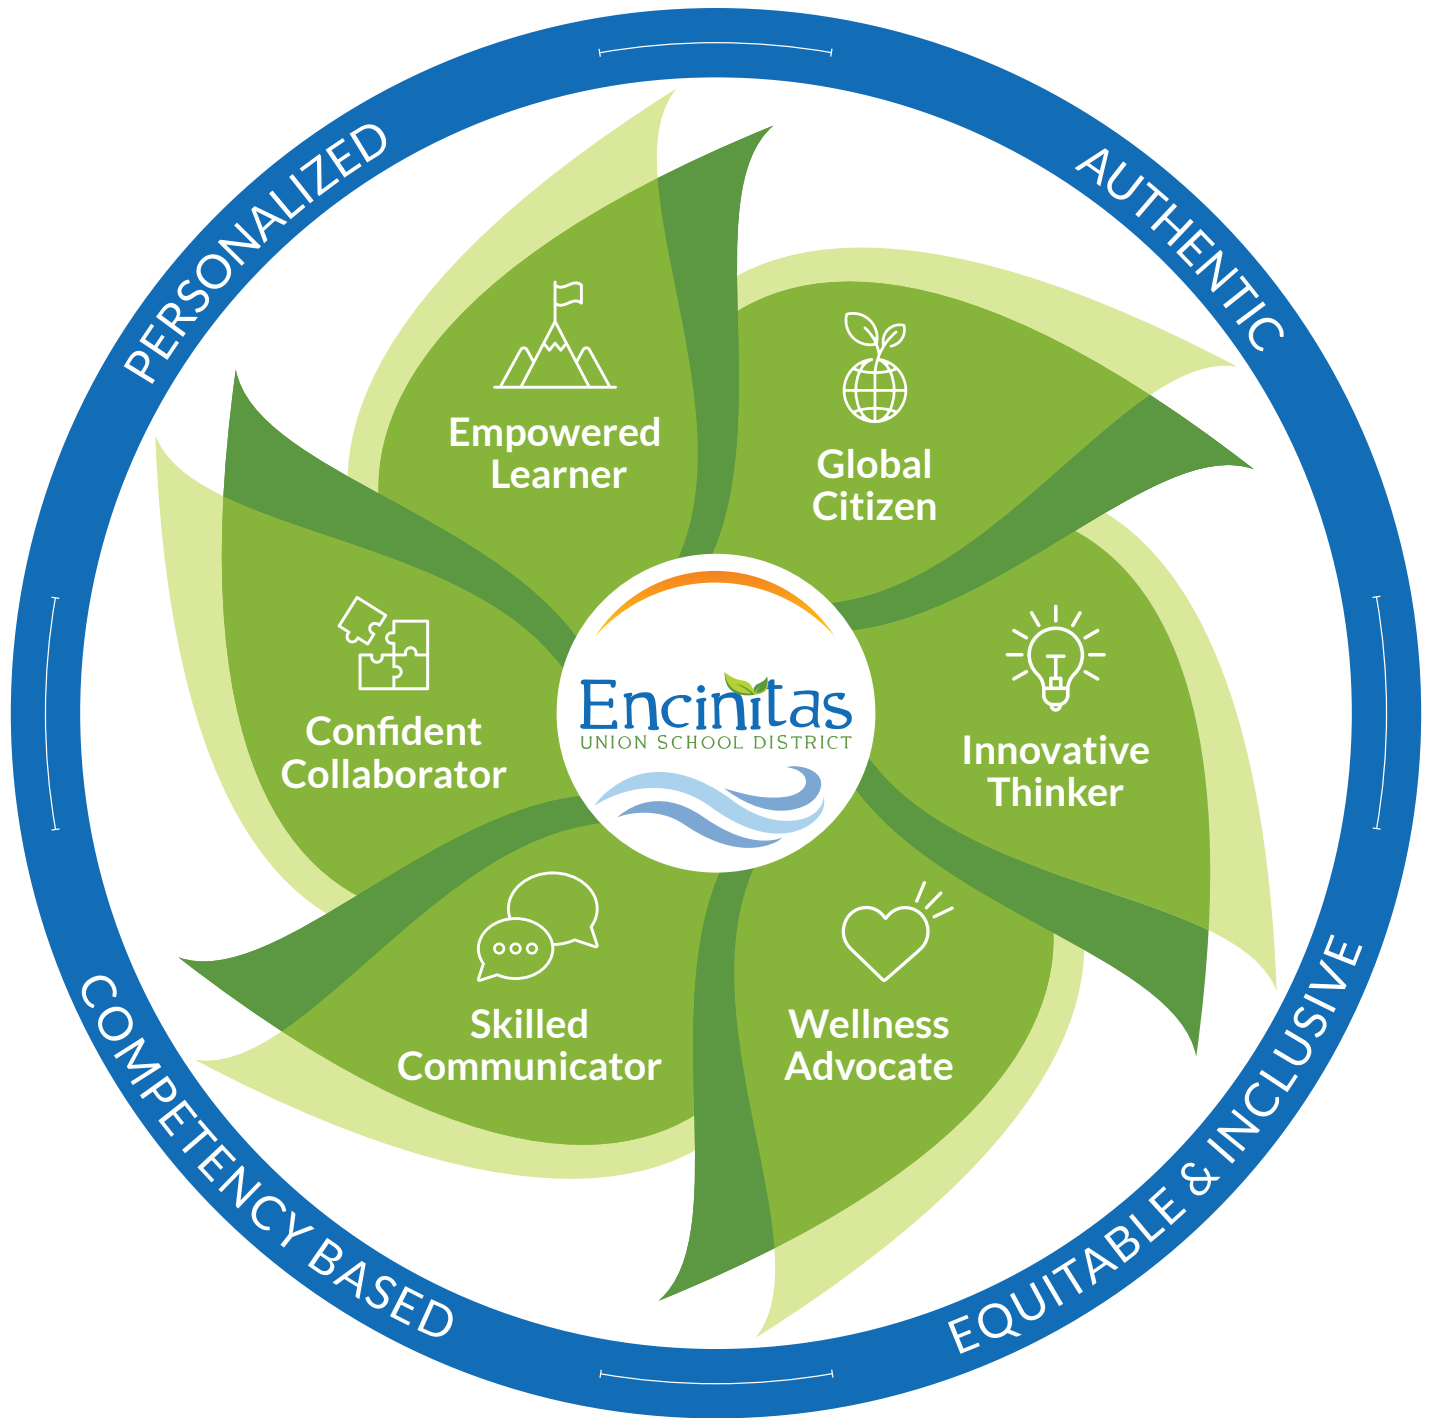 PERSONALIZED
AUTHENTIC
Empowered
Learner
Global
Citizen
Confident
Collaborator
Encinitas
UNION SCHOOL DISTRICT
Innovative
Thinker
Skilled
Communicator
Wellness
Advocate
COMPETENCY BASED
EQUITABLE & INCLUSIVE